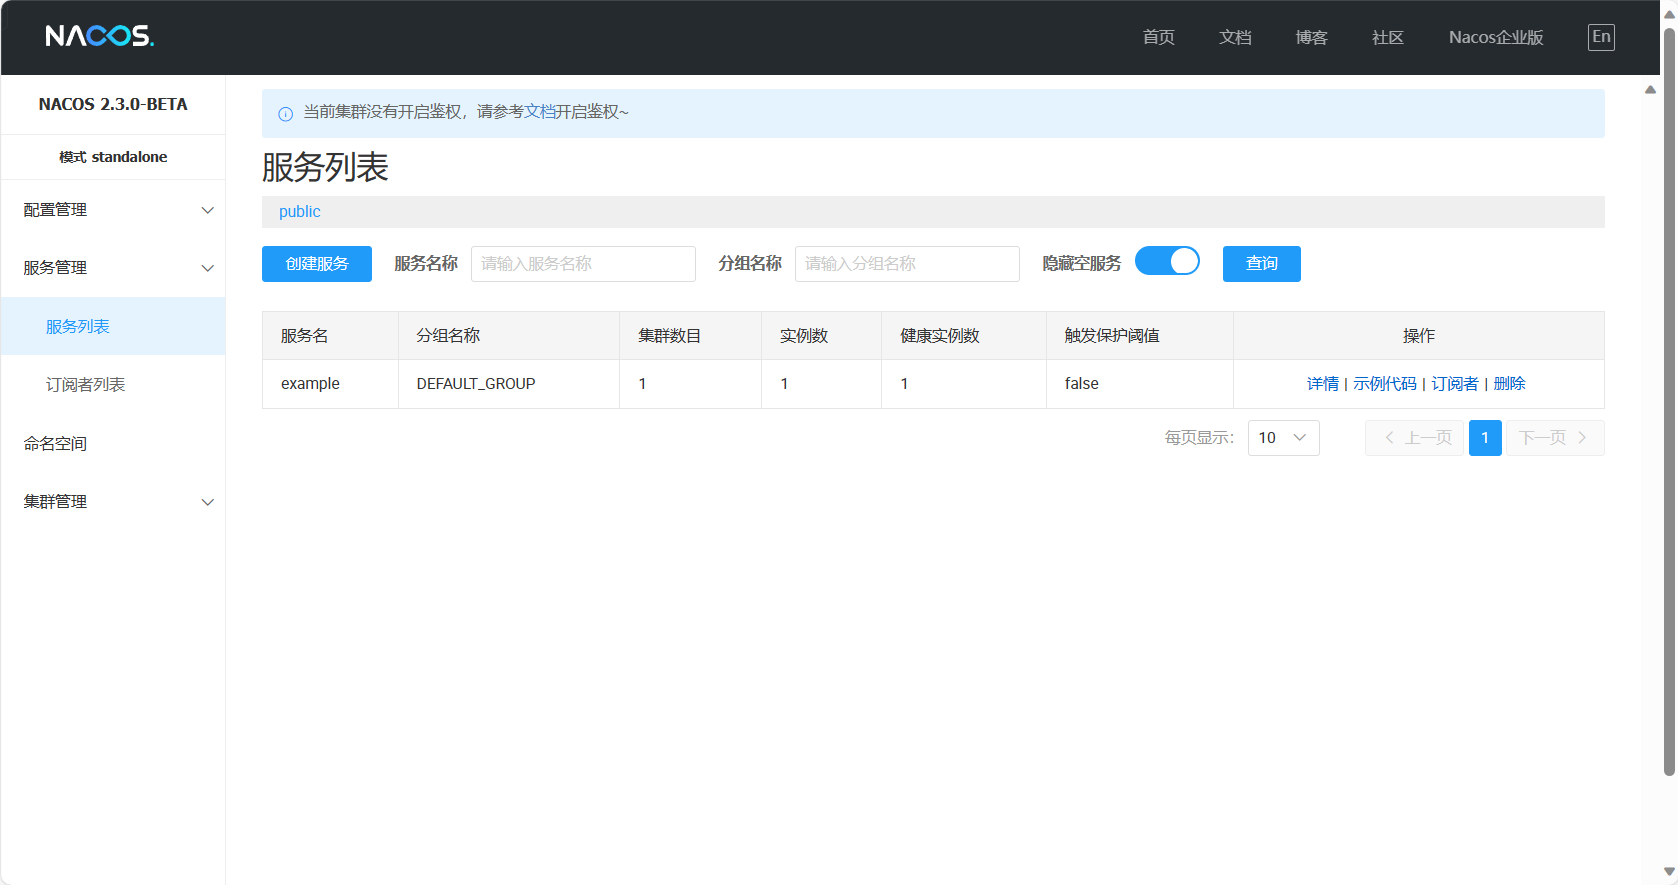 NACOS.
首页 文档 博客 社区 Nacos企业版 En
NACOS 2.3.0-BETA
模式 standalone
配置管理
服务管理
服务列表
订阅者列表
命名空间
集群管理
当前集群没有开启鉴权，请参考文档开启鉴权~
服务列表
public
创建服务 服务名称 请输入服务名称 分组名称 请输入分组名称 隐藏空服务 查询
服务名 分组名称 集群数目 实例数 健康实例数 触发保护阈值 操作
example DEFAULT_GROUP 1 1 1 false 详情 | 示例代码 | 订阅者 | 删除
每页显示: 10 上一页 1 下一页